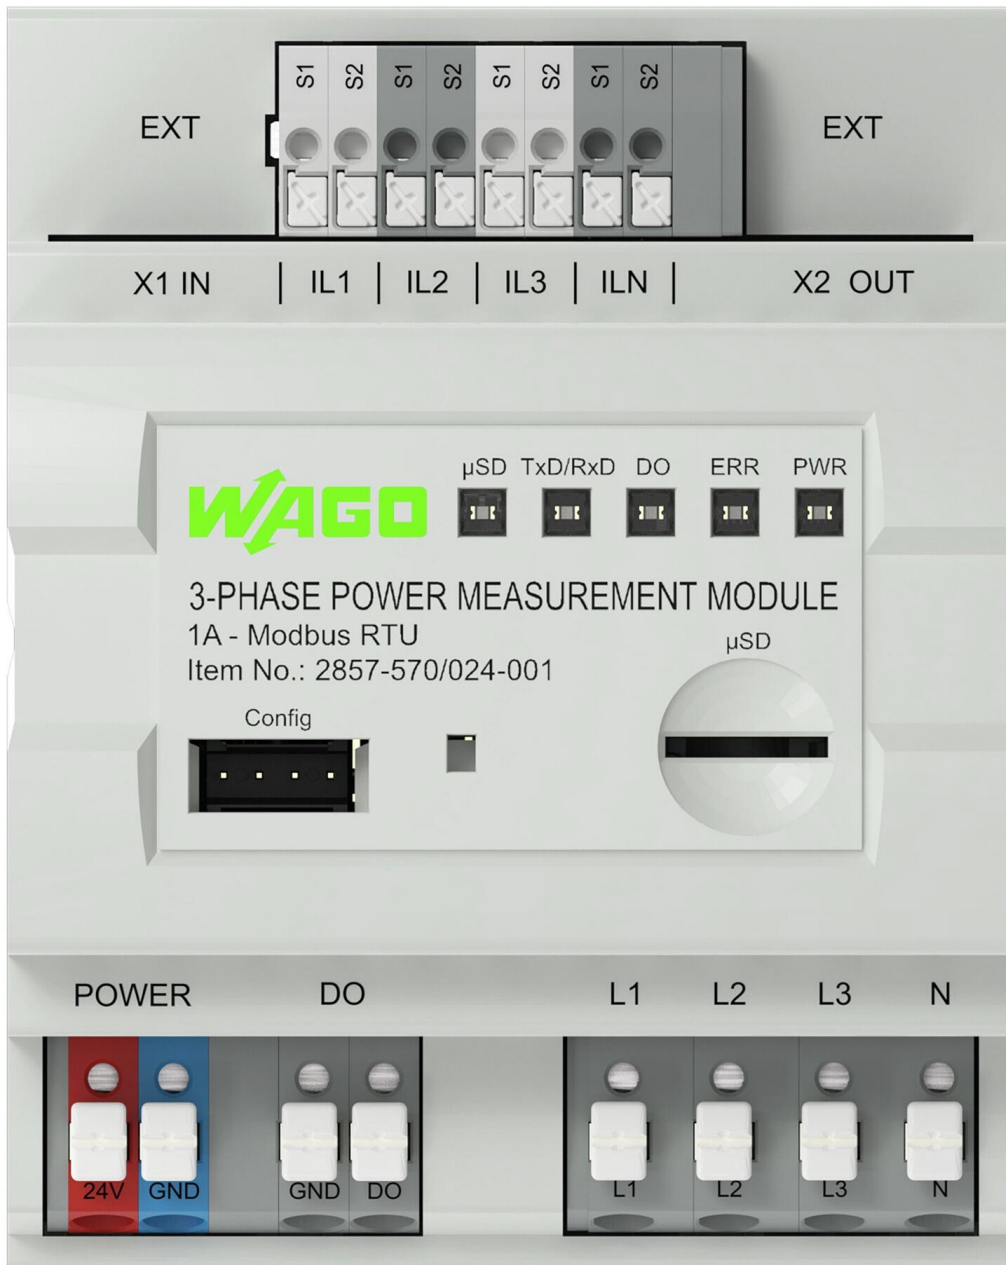 S1 S2 S1 S2 S1 S2 S1 S2
EXT EXT
X1 IN | IL1 | IL2 | IL3 | ILN | X2 OUT
µSD TxD/RxD DO ERR PWR
WAGO
3-PHASE POWER MEASUREMENT MODULE
1A - Modbus RTU
µSD
Item No.: 2857-570/024-001
Config
POWER DO L1 L2 L3 N
24V GND GND DO L1 L2 L3 N